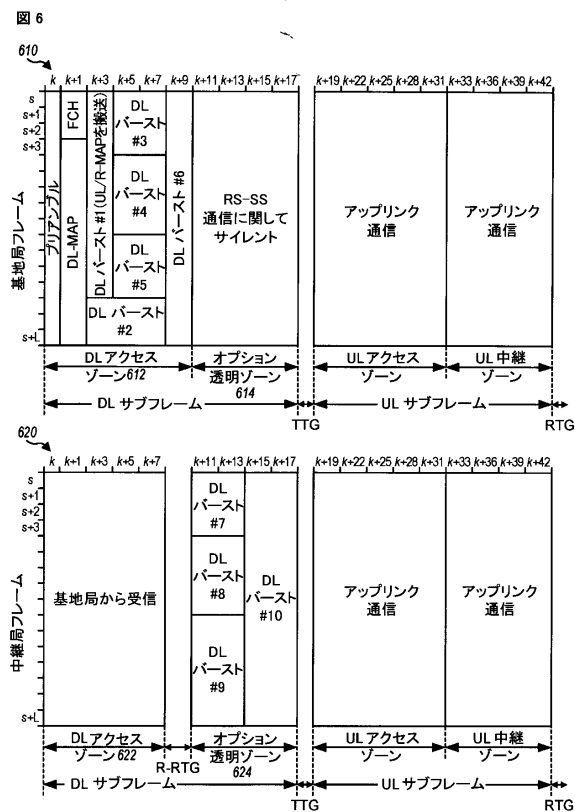 図 6
610
k k+1 k+3 k+5 k+7 k+9 k+11 k+13 k+15 k+17 k+19 k+22 k+25 k+28 k+31 k+33 k+36 k+39 k+42
s
s+1
s+2
s+3
s+L
基地局フレーム
プリアンブル
FCH
DL-MAP
DL バースト #1(UL/R-MAPを搬送)
DL
バースト
#3
DL
バースト
#4
DL
バースト
#5
DL バースト
#2
DL バースト #6
RS-SS
通信に関して
サイレント
アップリンク
通信
アップリンク
通信
DLアクセス
ゾーン612
オプション
透明ゾーン
614
ULアクセス
ゾーン
UL 中継
ゾーン
DL サブフレーム
TTG
UL サブフレーム
RTG
620
k k+1 k+3 k+5 k+7 k+11 k+13 k+15 k+17 k+19 k+22 k+25 k+28 k+31 k+33 k+36 k+39 k+42
s
s+1
s+2
s+3
s+L
中継局フレーム
基地局から受信
DL
バースト
#7
DL
バースト
#8
DL
バースト
#9
DL
バースト
#10
アップリンク
通信
アップリンク
通信
DLアクセス
ゾーン622
R-RTG
オプション
透明ゾーン
624
ULアクセス
ゾーン
UL 中継
ゾーン
DL サブフレーム
TTG
UL サブフレーム
RTG